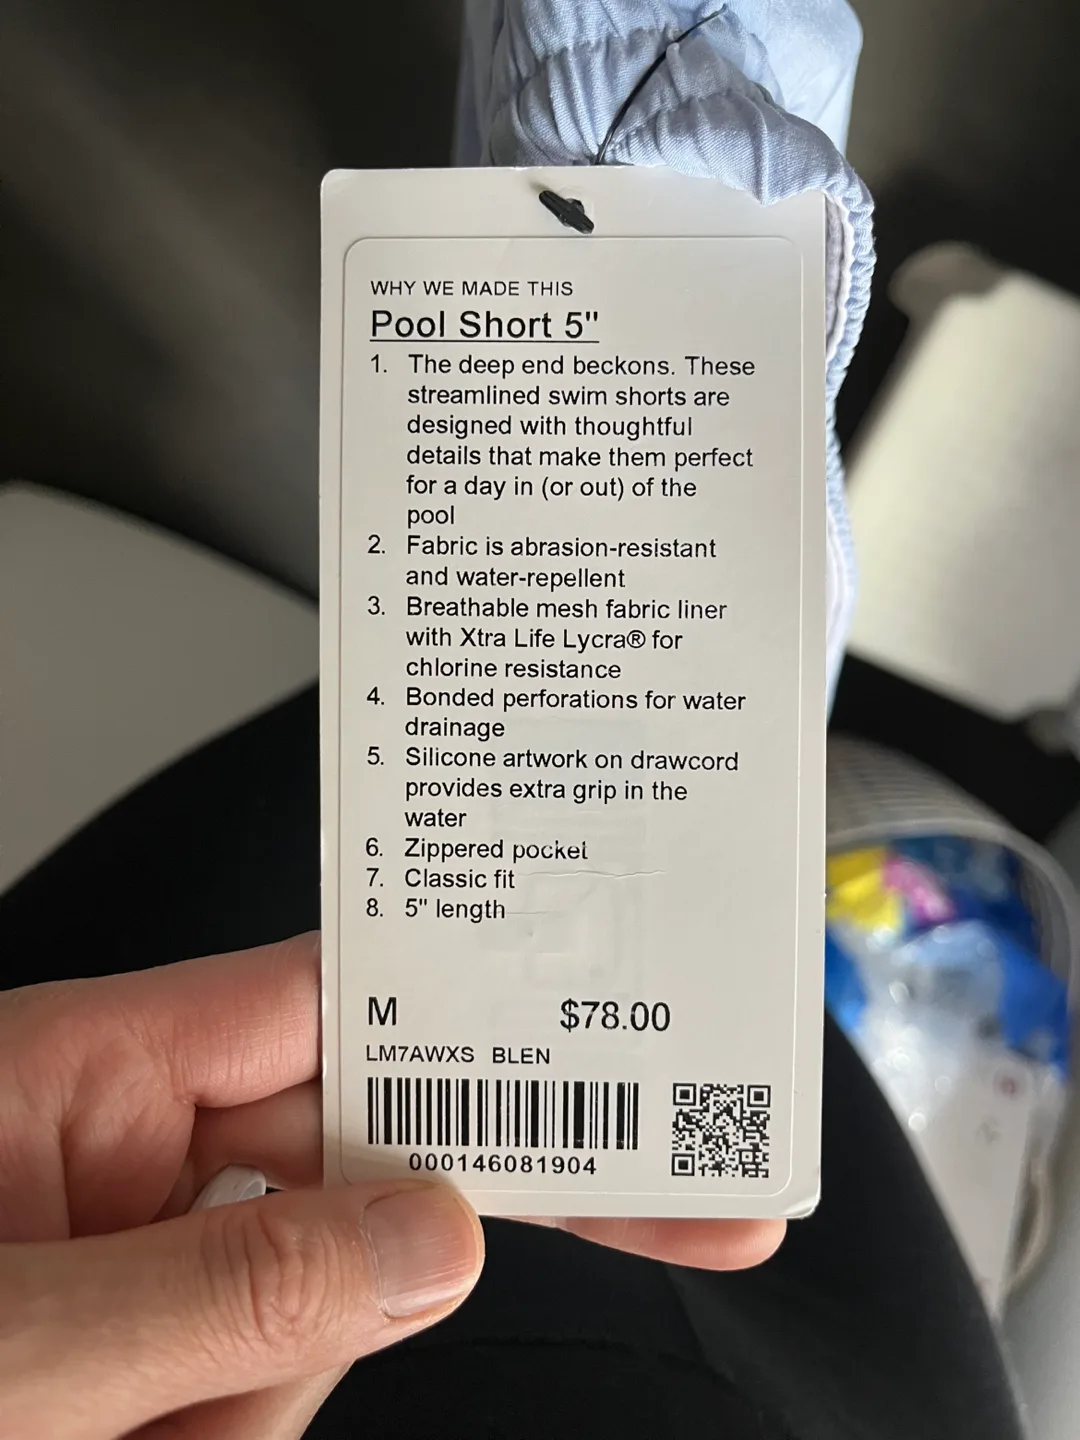 WHY WE MADE THIS
Pool Short 5"
1. The deep end beckons. These
streamlined swim shorts are
designed with thoughtful
details that make them perfect
for a day in (or out) of the
pool
2. Fabric is abrasion-resistant
and water-repellent
3. Breathable mesh fabric liner
with Xtra Life Lycra® for
chlorine resistance
4. Bonded perforations for water
drainage
5. Silicone artwork on drawcord
provides extra grip in the
water
6. Zippered pocket
7. Classic fit
8. 5" length
M $78.00
LM7AWXS BLEN
000146081904